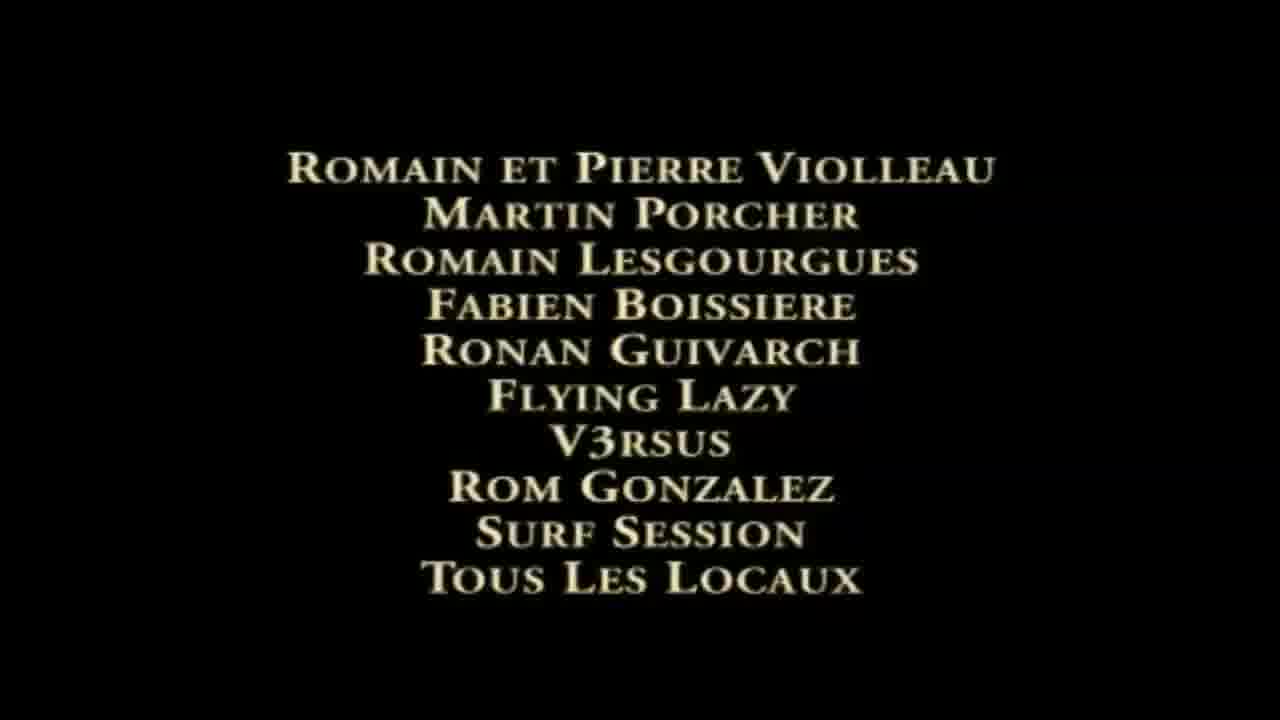 Romain et Pierre Violleau
Martin Porcher
Romain Lesgourgues
Fabien Boissiere
Ronan Guivarch
Flying Lazy
V3rsus
Rom Gonzalez
Surf Session
Tous Les Locaux